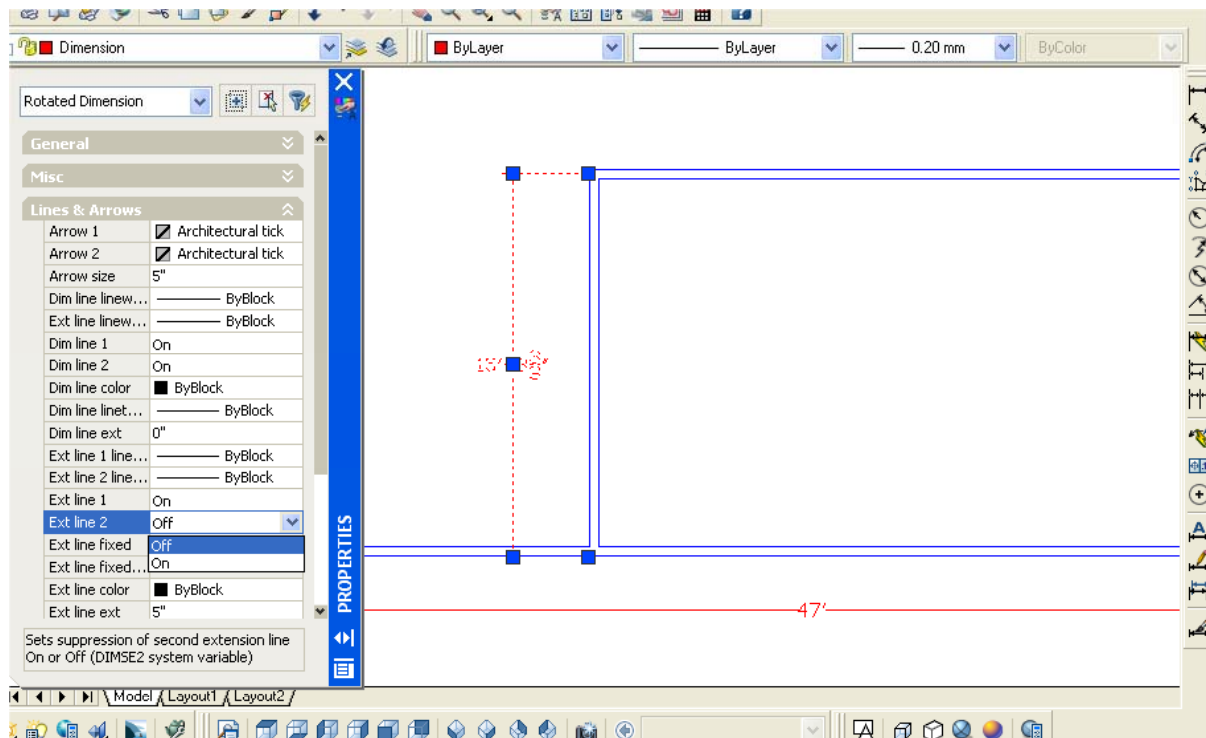 Dimension
ByLayer
ByLayer
0.20 mm
ByColor
Rotated Dimension
General
Misc
Lines & Arrows
Arrow 1 Architectural tick
Arrow 2 Architectural tick
Arrow size 5"
Dim line linew... ByBlock
Ext line linew... ByBlock
Dim line 1 On
Dim line 2 On
Dim line color ByBlock
Dim line linet... ByBlock
Dim line ext 0"
Ext line 1 line... ByBlock
Ext line 2 line... ByBlock
Ext line 1 On
Ext line 2 Off
Ext line fixed Off
Ext line fixed... On
Ext line color ByBlock
Ext line ext 5"
Sets suppression of second extension line
On or Off (DIMSE2 system variable)
PROPERTIES
47'
Model Layout1 Layout2